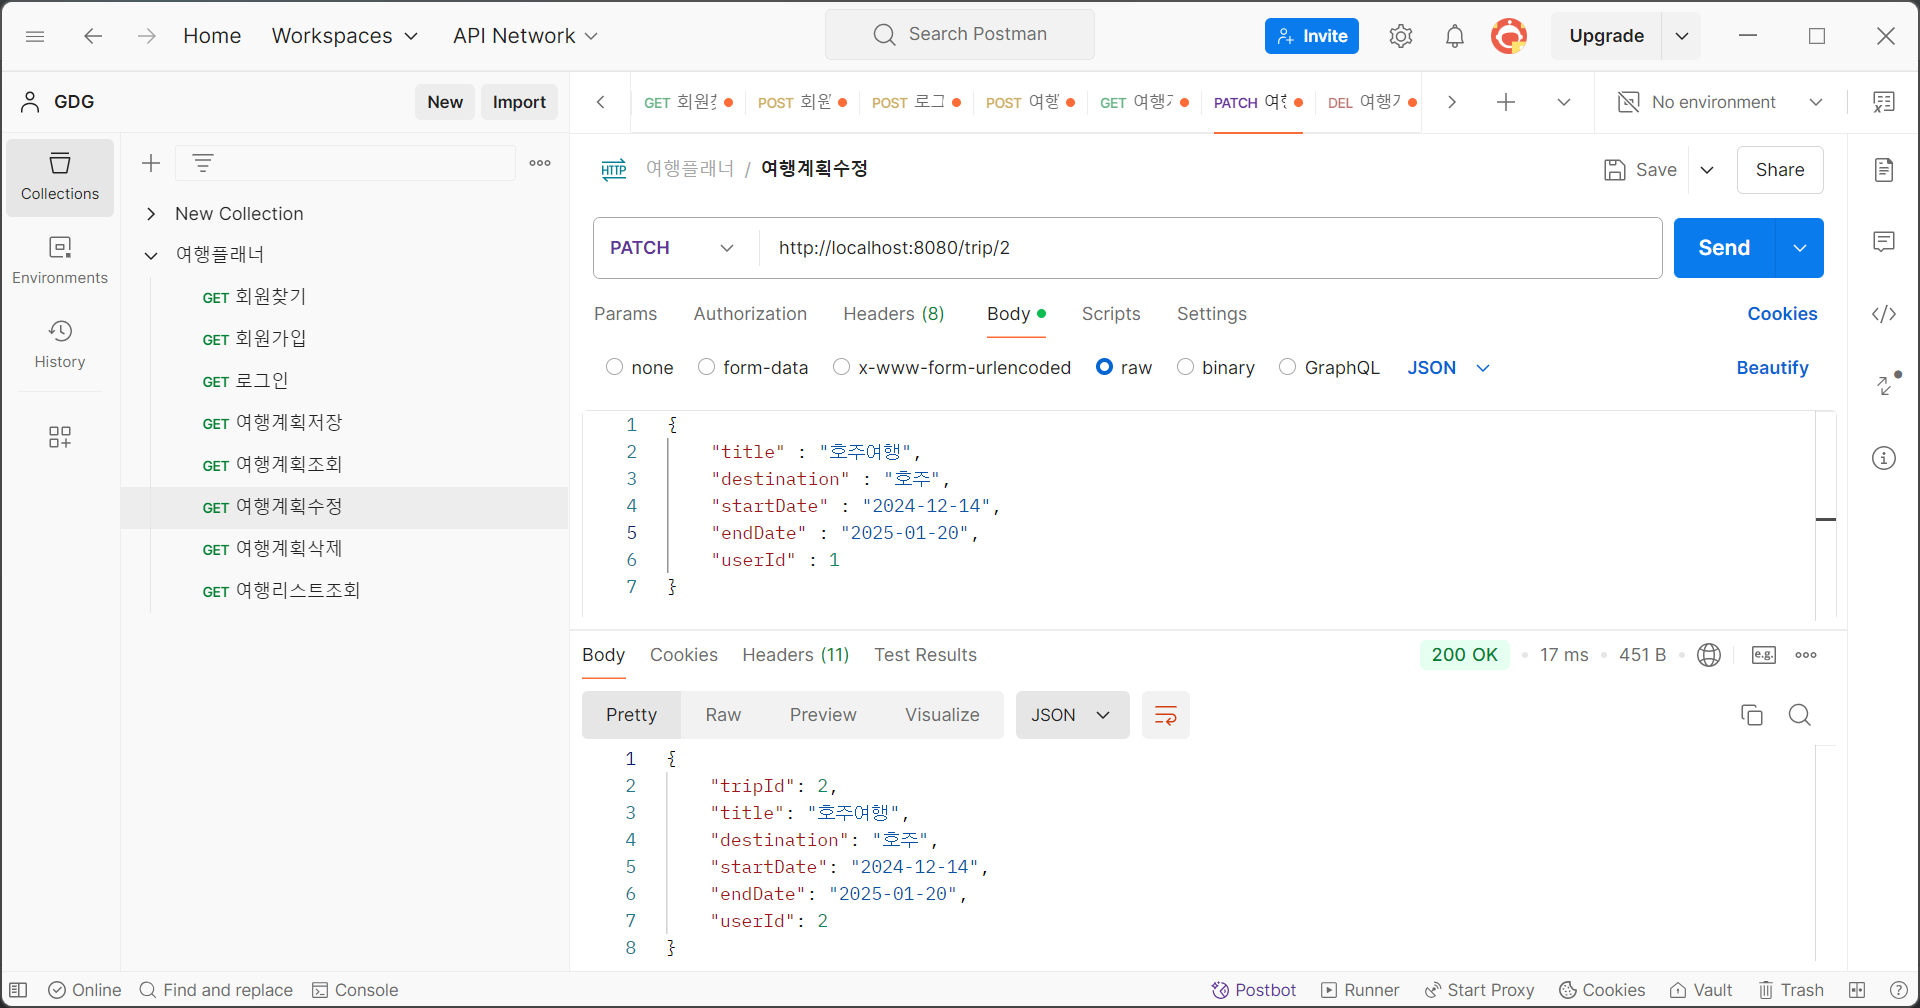 Home
Workspaces
API Network
Search Postman
Invite
Upgrade
GDG
New
Import
GET 회원찾
POST 회원
POST 로그
POST 여행
GET 여행
PATCH 여행
DEL 여행
No environment
Collections
Environments
History
New Collection
여행플래너
GET 회원찾기
GET 회원가입
GET 로그인
GET 여행계획저장
GET 여행계획조회
GET 여행계획수정
GET 여행계획삭제
GET 여행리스트조회
HTTP 여행플래너 / 여행계획수정
Save
Share
PATCH
http://localhost:8080/trip/2
Send
Params Authorization Headers (8) Body Scripts Settings Cookies
none form-data x-www-form-urlencoded raw binary GraphQL JSON Beautify
1 {
2 "title" : "호주여행",
3 "destination" : "호주",
4 "startDate" : "2024-12-14",
5 "endDate" : "2025-01-20",
6 "userId" : 1
7 }
Body Cookies Headers (11) Test Results 200 OK 17 ms 451 B e.g.
Pretty Raw Preview Visualize JSON
1 {
2 "tripId": 2,
3 "title": "호주여행",
4 "destination": "호주",
5 "startDate": "2024-12-14",
6 "endDate": "2025-01-20",
7 "userId": 2
8 }
Online Find and replace Console Postbot Runner Start Proxy Cookies Vault Trash